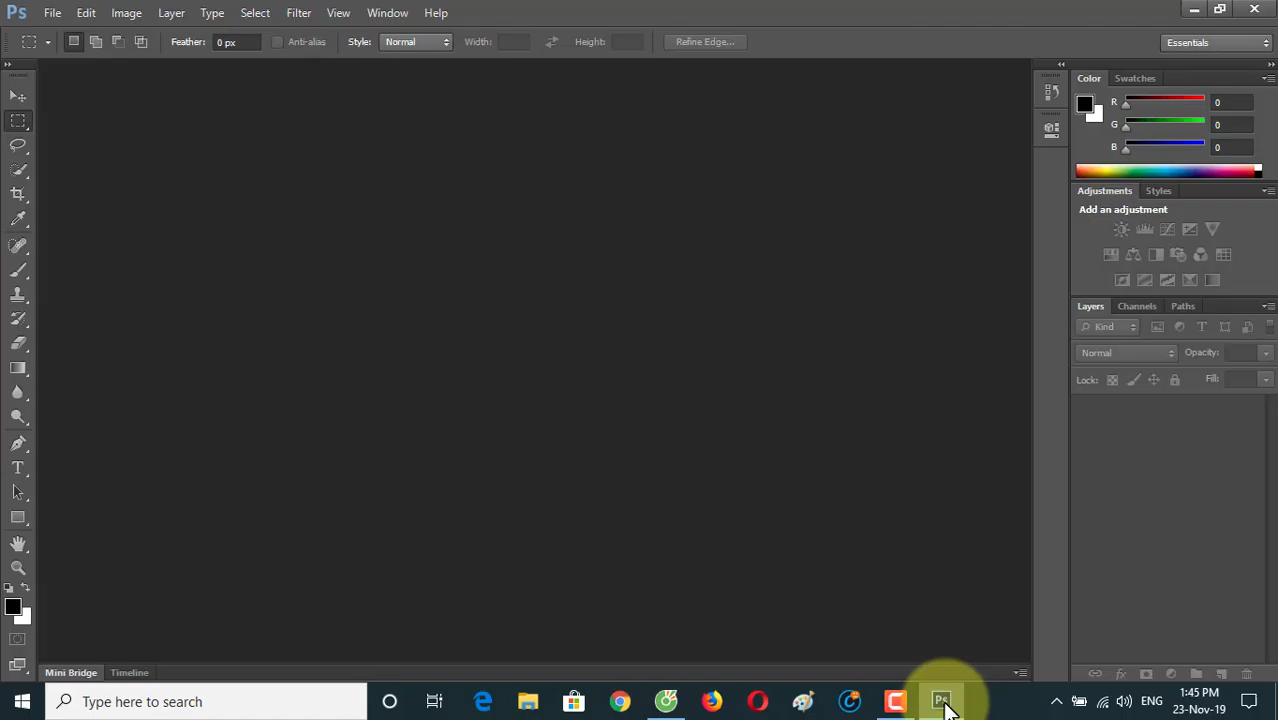 Ps File Edit Image Layer Type Select Filter View Window Help
Feather: 0 px Anti-alias Style: Normal Width: Height: Refine Edge... Essentials
Color Swatches
R 0
G 0
B 0
Adjustments Styles
Add an adjustment
Layers Channels Paths
Kind
Normal Opacity:
Lock: Fill:
Mini Bridge Timeline
Type here to search
Ps
ENG
1:45 PM
23-Nov-19